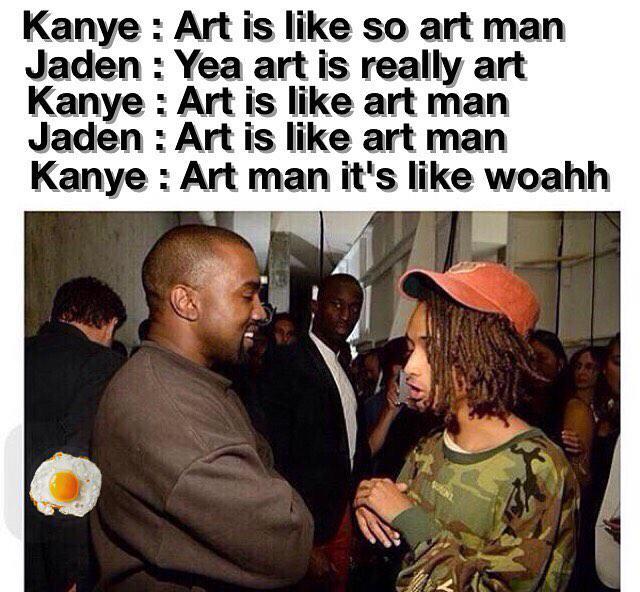 Kanye : Art is like so art man
Jaden : Yea art is really art
Kanye : Art is like art man
Jaden : Art is like art man
Kanye : Art man it's like woahh